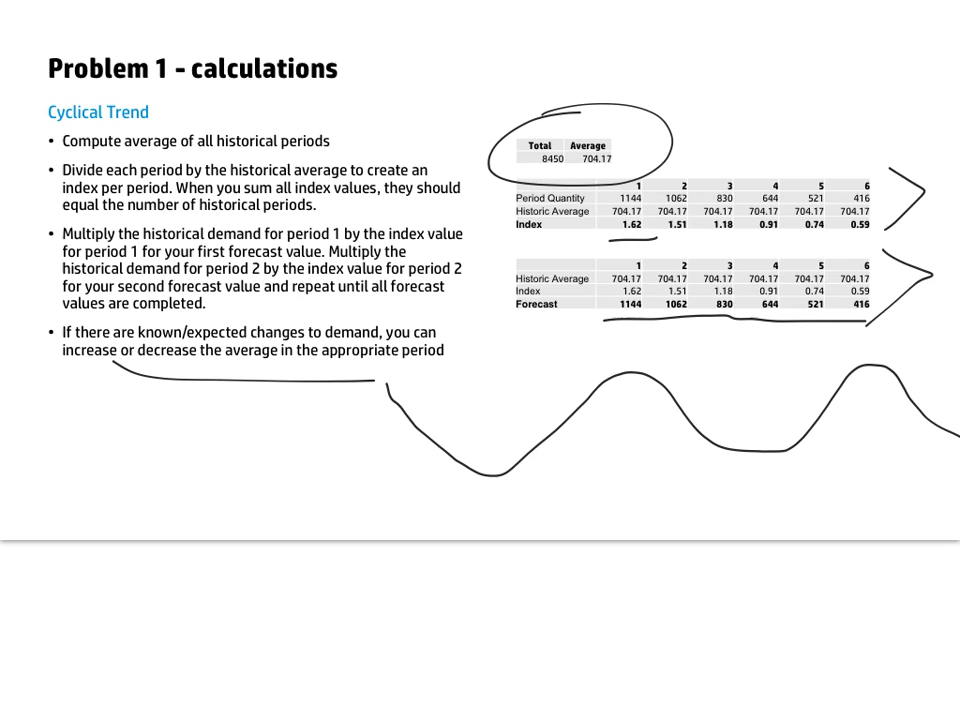 Problem 1 - calculations
Cyclical Trend
• Compute average of all historical periods
• Divide each period by the historical average to create an
index per period. When you sum all index values, they should
equal the number of historical periods.
• Multiply the historical demand for period 1 by the index value
for period 1 for your first forecast value. Multiply the
historical demand for period 2 by the index value for period 2
for your second forecast value and repeat until all forecast
values are completed.
• If there are known/expected changes to demand, you can
increase or decrease the average in the appropriate period
Total Average
8450 704.17
1 2 3 4 5 6
Period Quantity 1144 1062 830 644 521 416
Historic Average 704.17 704.17 704.17 704.17 704.17 704.17
Index 1.62 1.51 1.18 0.91 0.74 0.59
1 2 3 4 5 6
Historic Average 704.17 704.17 704.17 704.17 704.17 704.17
Index 1.62 1.51 1.18 0.91 0.74 0.59
Forecast 1144 1062 830 644 521 416